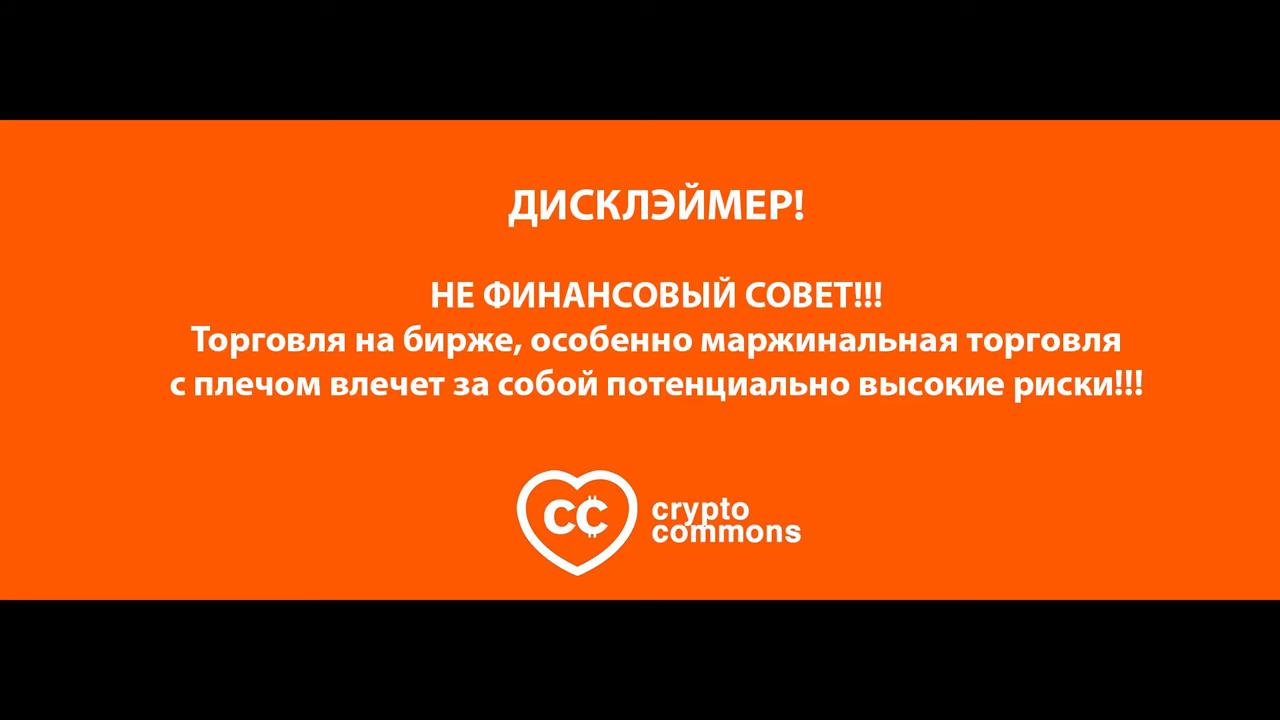 ДИСКЛЭЙМЕР!
НЕ ФИНАНСОВЫЙ СОВЕТ!!!
Торговля на бирже, особенно маржинальная торговля
с плечом влечет за собой потенциально высокие риски!!!
CȻ
crypto
commons